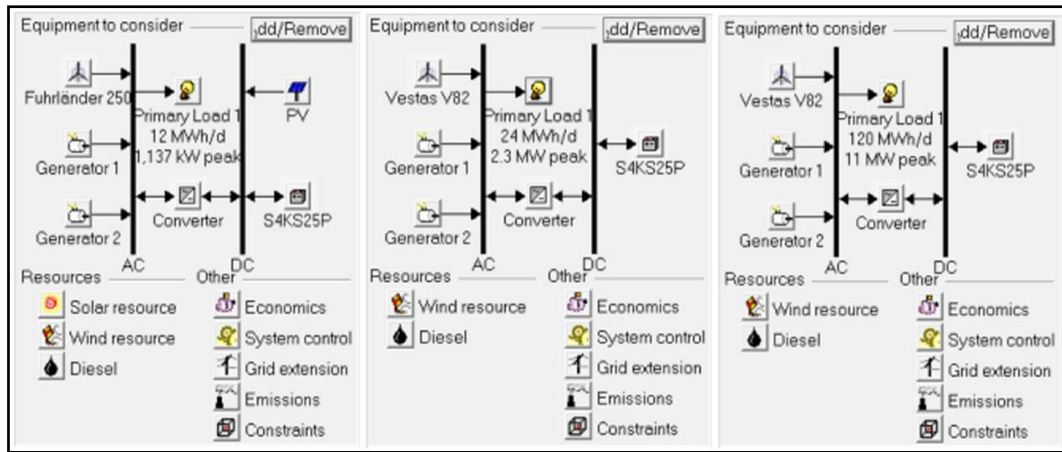 Equipment to consider
dd/Remove
Fuhrländer 250
Primary Load 1
12 MWh/d
1,137 kW peak
PV
Generator 1
Generator 2
Converter
S4KS25P
AC
DC
Resources
Other
Solar resource
Economics
Wind resource
System control
Diesel
Grid extension
Emissions
Constraints
Equipment to consider
dd/Remove
Vestas V82
Primary Load 1
24 MWh/d
2.3 MW peak
Generator 1
S4KS25P
Generator 2
Converter
AC
DC
Resources
Other
Wind resource
Economics
Diesel
System control
Grid extension
Emissions
Constraints
Equipment to consider
dd/Remove
Vestas V82
Primary Load 1
120 MWh/d
11 MW peak
Generator 1
S4KS25P
Generator 2
Converter
AC
DC
Resources
Other
Wind resource
Economics
Diesel
System control
Grid extension
Emissions
Constraints